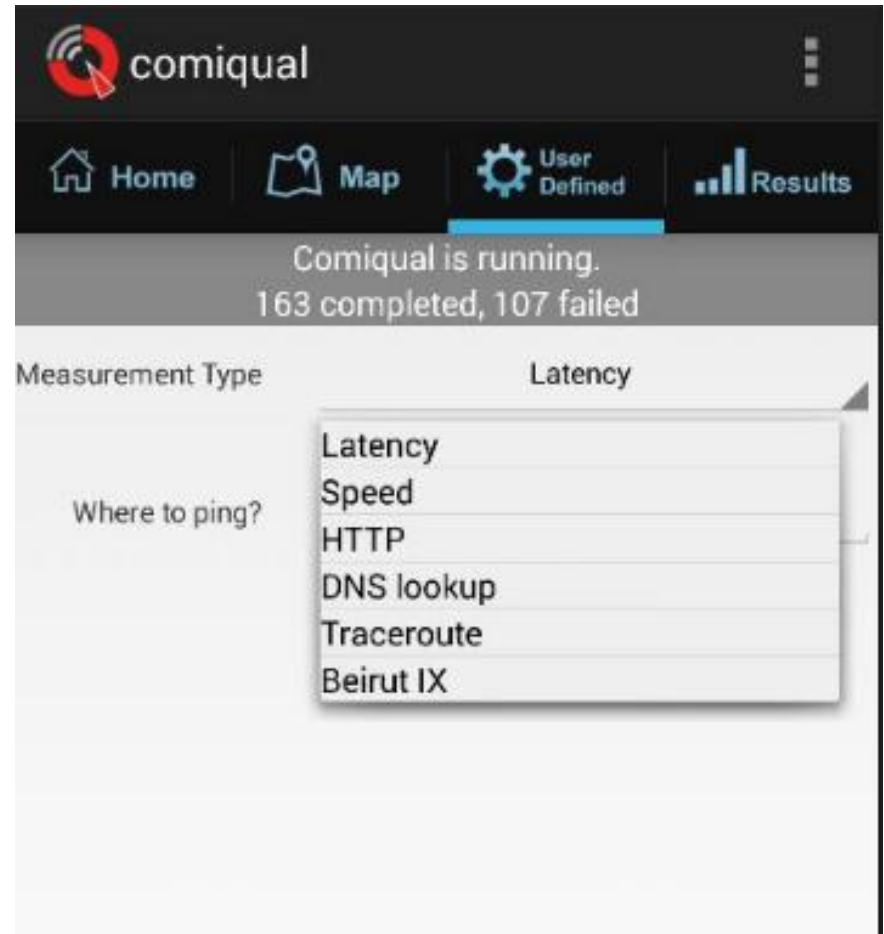 comiqual
Home
Map
User
Defined
Results
Comiqual is running.
163 completed, 107 failed
Measurement Type
Latency
Where to ping?
Latency
Speed
HTTP
DNS lookup
Traceroute
Beirut IX